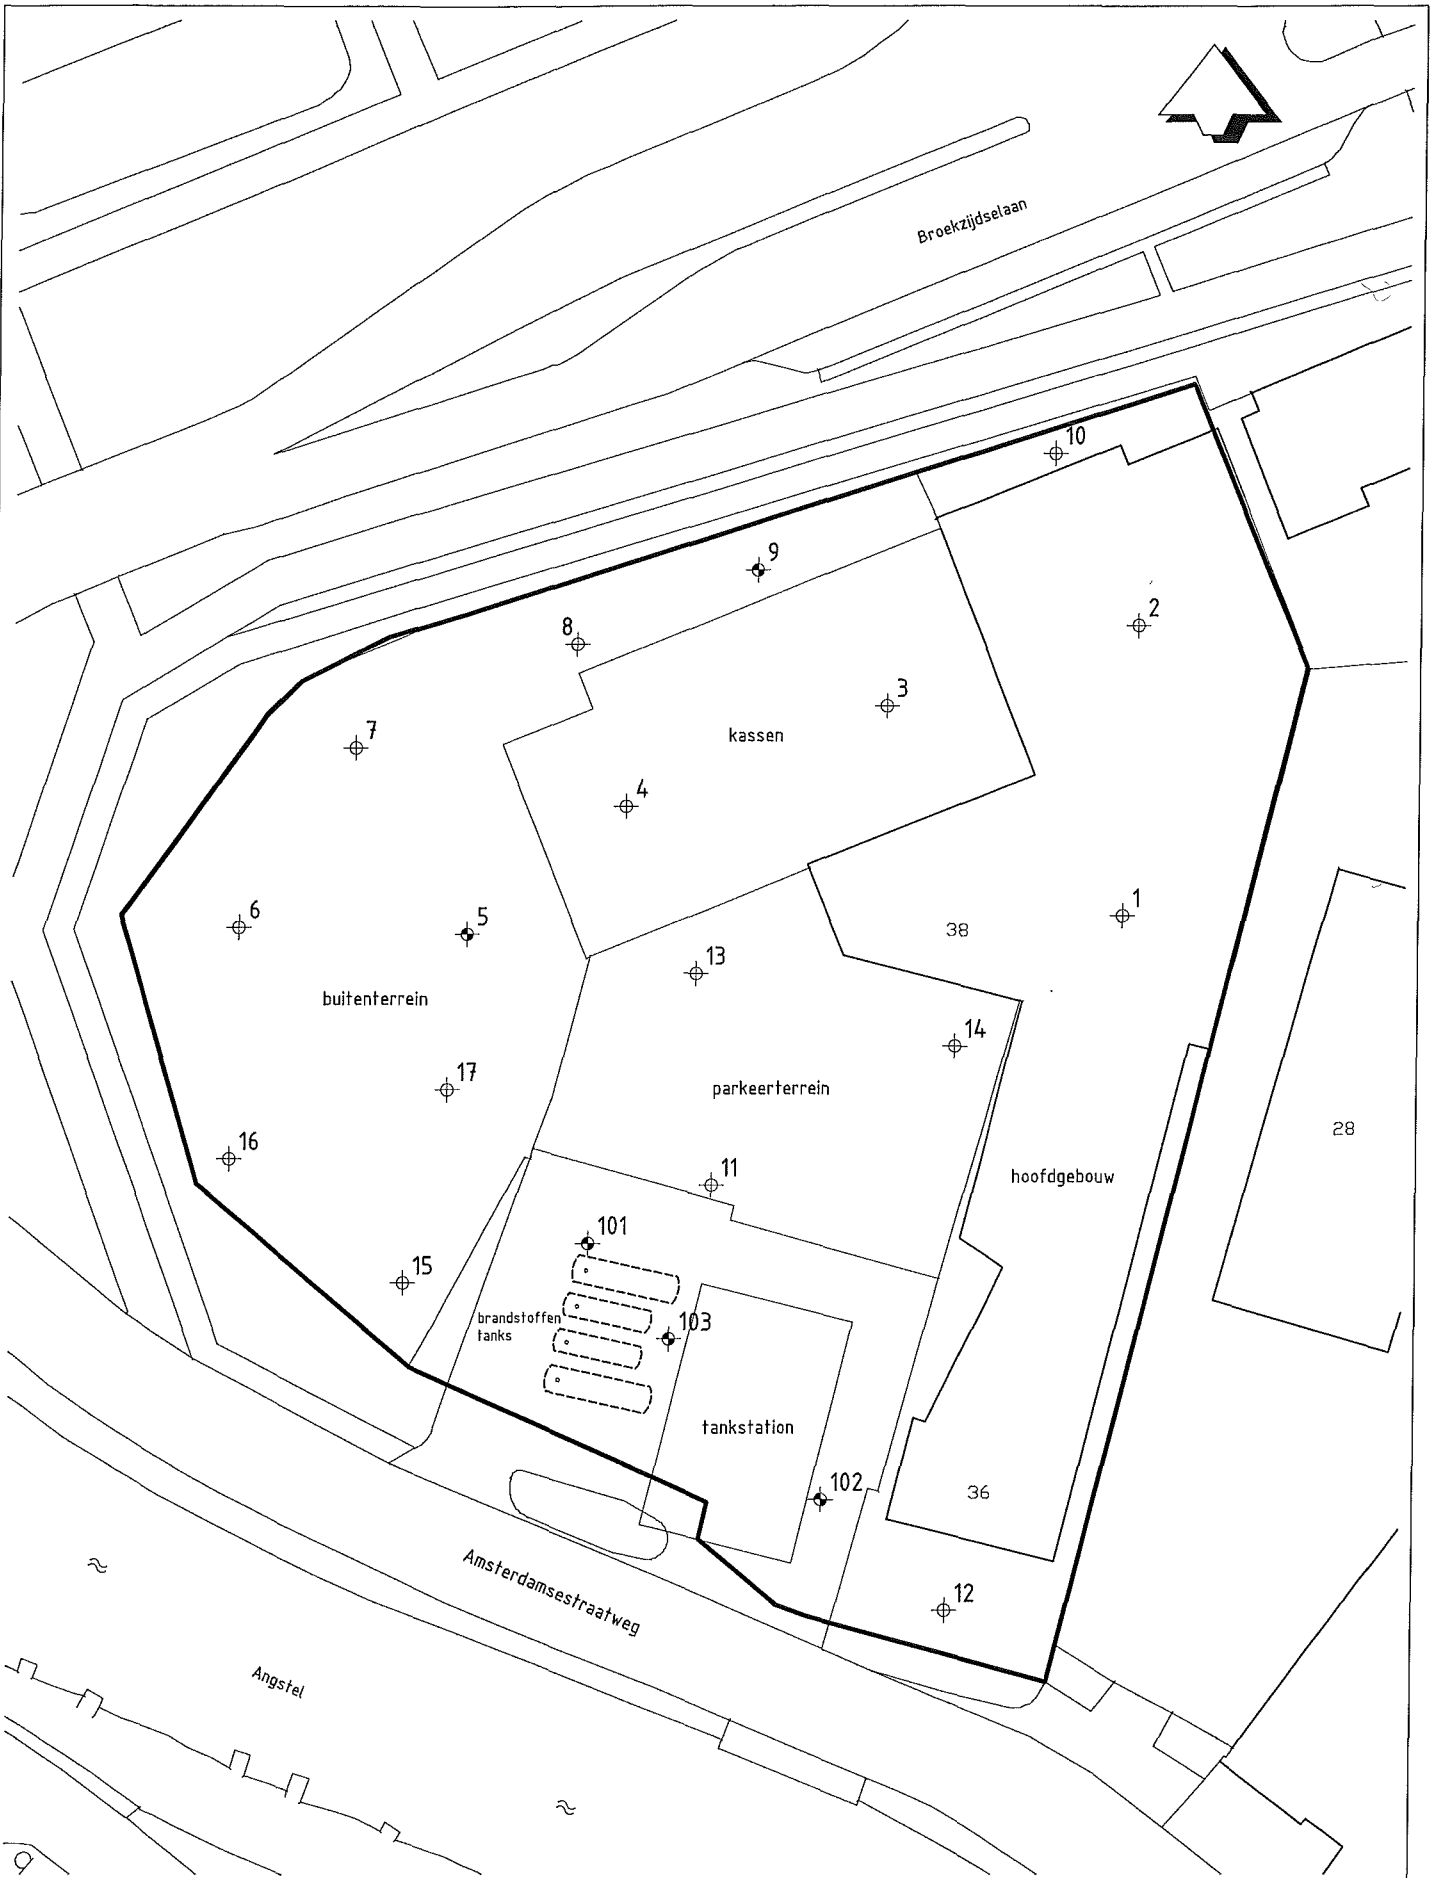 Broekzijdselaan
10
9
2
8
3
7
kassen
4
6
5
1
38
13
buitenterrein
14
17
parkeerterrein
28
16
11
hoofdgebouw
101
15
brandstoffen
tanks
103
tankstation
102
36
Amsterdamsestraatweg
12
Angstel